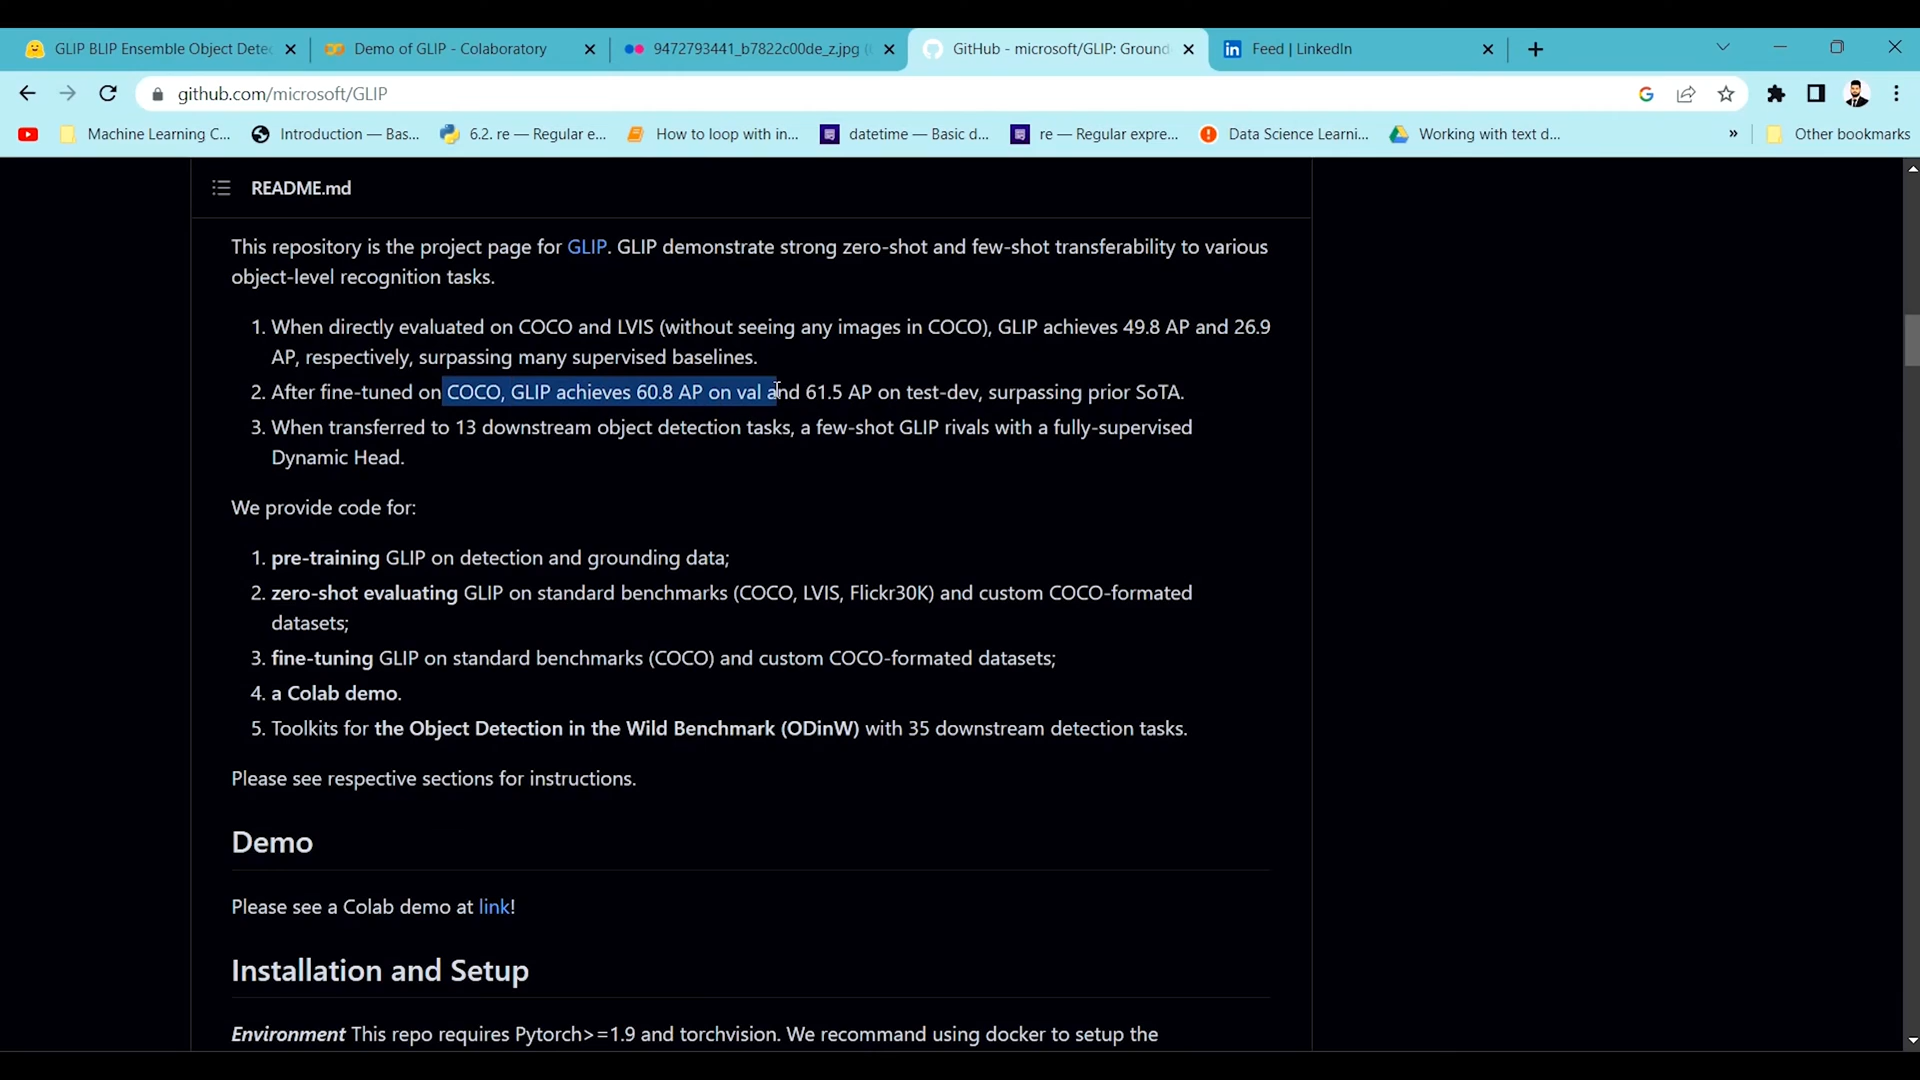 GLIP BLIP Ensemble Object Dete
Demo of GLIP - Colaboratory
9472793441_b7822c00de_z.jpg (
GitHub - microsoft/GLIP: Ground
Feed | LinkedIn
github.com/microsoft/GLIP
Machine Learning C...
Introduction — Bas...
6.2. re — Regular e...
How to loop with in...
datetime — Basic d...
re — Regular expre...
Data Science Learni...
Working with text d...
»
Other bookmarks
README.md
This repository is the project page for GLIP. GLIP demonstrate strong zero-shot and few-shot transferability to various
object-level recognition tasks.
1. When directly evaluated on COCO and LVIS (without seeing any images in COCO), GLIP achieves 49.8 AP and 26.9
AP, respectively, surpassing many supervised baselines.
2. After fine-tuned on COCO, GLIP achieves 60.8 AP on val and 61.5 AP on test-dev, surpassing prior SoTA.
3. When transferred to 13 downstream object detection tasks, a few-shot GLIP rivals with a fully-supervised
Dynamic Head.
We provide code for:
1. pre-training GLIP on detection and grounding data;
2. zero-shot evaluating GLIP on standard benchmarks (COCO, LVIS, Flickr30K) and custom COCO-formated
datasets;
3. fine-tuning GLIP on standard benchmarks (COCO) and custom COCO-formated datasets;
4. a Colab demo.
5. Toolkits for the Object Detection in the Wild Benchmark (ODinW) with 35 downstream detection tasks.
Please see respective sections for instructions.
Demo
Please see a Colab demo at link!
Installation and Setup
Environment This repo requires Pytorch>=1.9 and torchvision. We recommand using docker to setup the